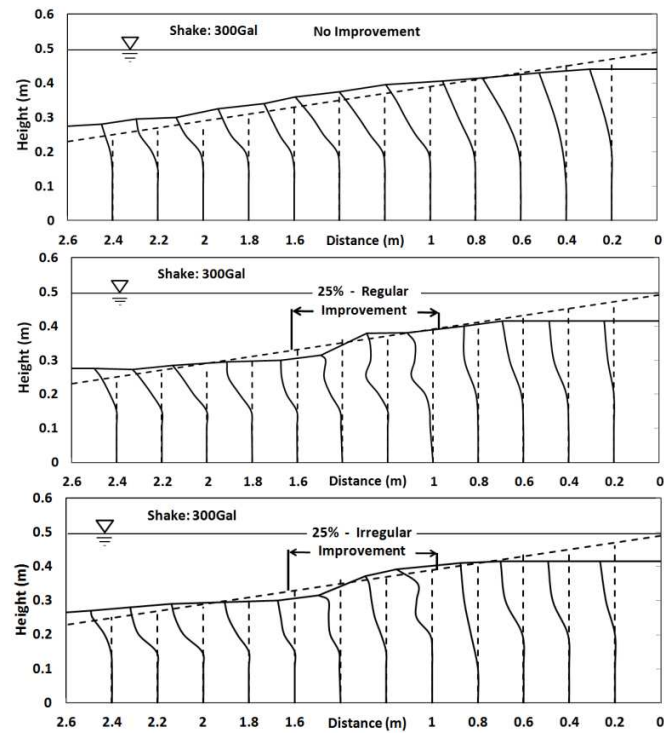 0.6
Shake: 300Gal No Improvement
0.5
0.4
0.3
0.2
0.1
0
Height (m)
2.6 2.4 2.2 2 1.8 1.6 Distance (m) 1 0.8 0.6 0.4 0.2 0
0.6
Shake: 300Gal
25% - Regular
Improvement
0.5
0.4
0.3
0.2
0.1
0
Height (m)
2.6 2.4 2.2 2 1.8 1.6 Distance (m) 1 0.8 0.6 0.4 0.2 0
0.6
Shake: 300Gal
25% - Irregular
Improvement
0.5
0.4
0.3
0.2
0.1
0
Height (m)
2.6 2.4 2.2 2 1.8 1.6 Distance (m) 1 0.8 0.6 0.4 0.2 0